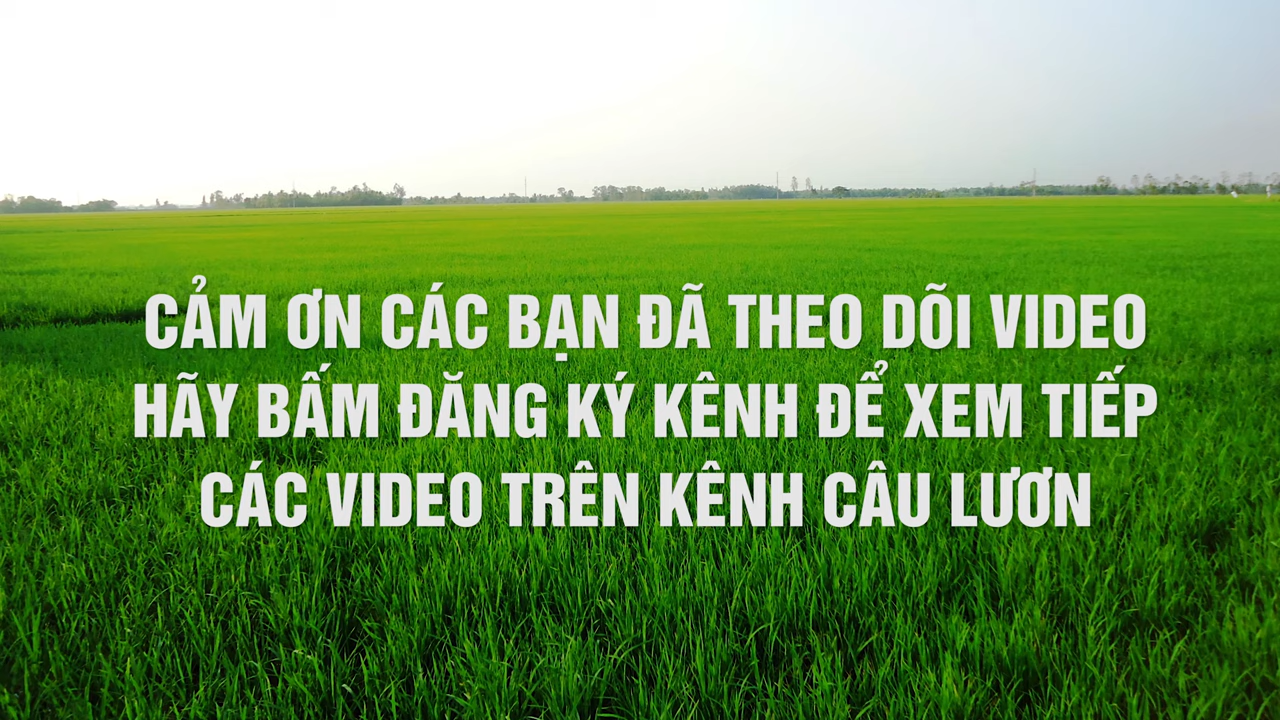 CẢM ƠN CÁC BẠN ĐÃ THEO DÕI VIDEO
HÃY BẤM ĐĂNG KÝ KÊNH ĐỂ XEM TIẾP
CÁC VIDEO TRÊN KÊNH CÂU LƯƠN